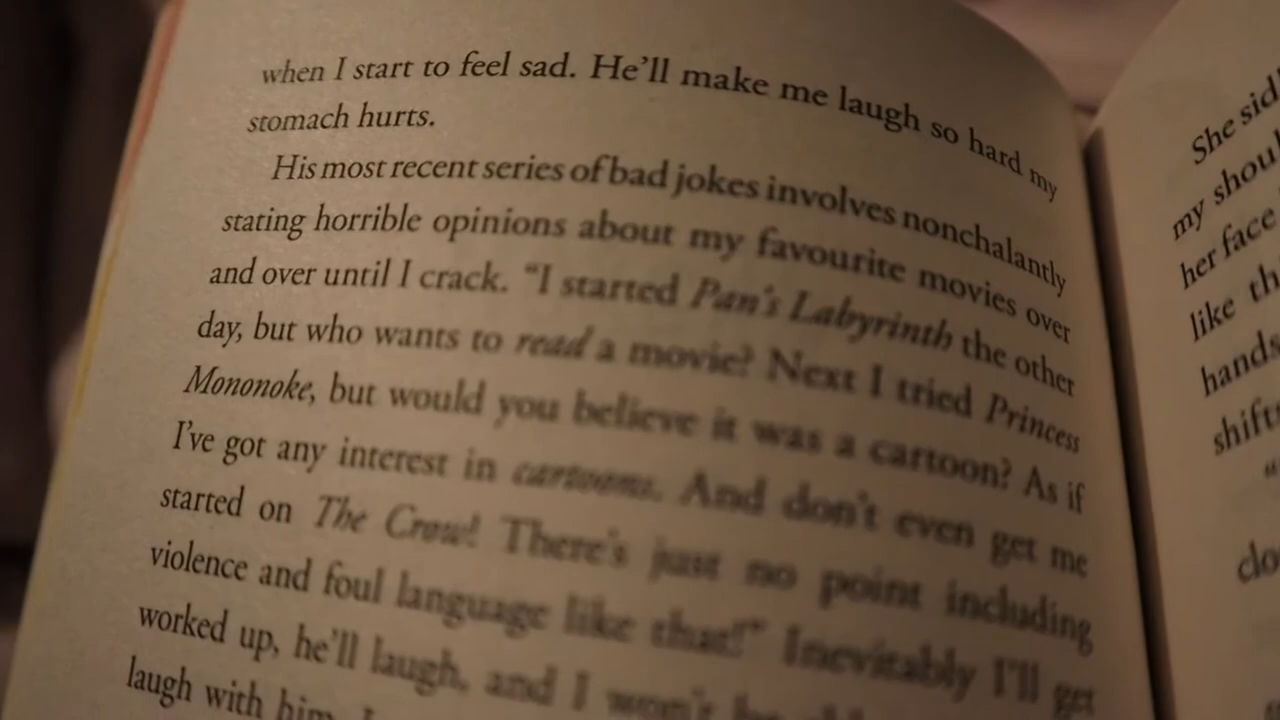 when I start to feel sad. He'll make me laugh so hard my
stomach hurts.
His most recent series of bad jokes involves nonchalantly
stating horrible opinions about my favourite movies over
and over until I crack. “I started Pan's Labyrinth the other
day, but who wants to read a movie? Next I tried Princess
Mononoke, but would you believe it was a cartoon? As if
I've got any interest in cartoons. And don't even get me
started on The Crow! There's just no point including
violence and foul language like that!” Inevitably I'll get
worked up, he'll laugh, and I won't be
laugh with him.
She sid
my shoul
her face
like th
hands
shifts
“
clo